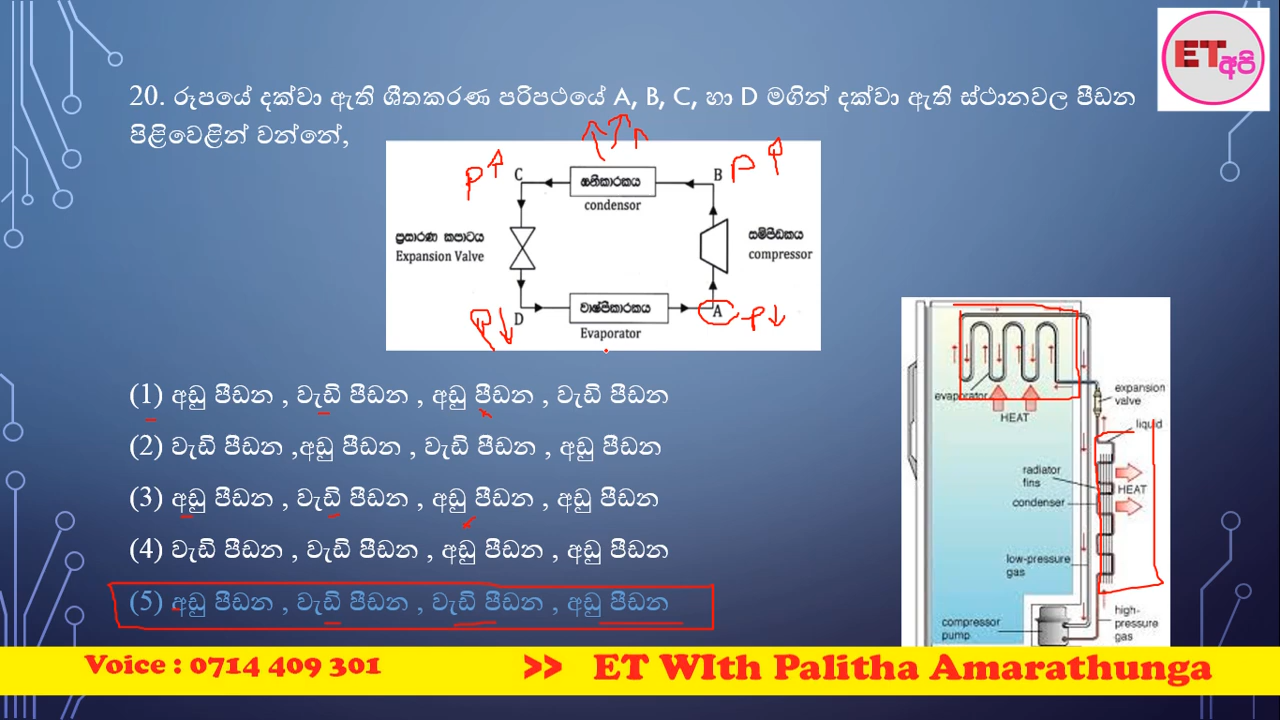 ET
අපි
20. රූපයේ දක්වා ඇති ශීතකරණ පරිපථයේ A, B, C, හා D මගින් දක්වා ඇති ස්ථානවල පීඩන
පිළිවෙළින් වන්නේ,
P
C
ඝනීකාරකය
B
P
condensor
ප්‍රසාරණ කපාටය
Expansion Valve
සම්පීඩකය
compressor
P
D
වාෂ්පීකාරකය
A
P
Evaporator
(1) අඩු පීඩන , වැඩි පීඩන , අඩු පීඩන , වැඩි පීඩන
(2) වැඩි පීඩන ,අඩු පීඩන , වැඩි පීඩන , අඩු පීඩන
(3) අඩු පීඩන , වැඩි පීඩන , අඩු පීඩන , අඩු පීඩන
(4) වැඩි පීඩන , වැඩි පීඩන , අඩු පීඩන , අඩු පීඩන
(5) අඩු පීඩන , වැඩි පීඩන , වැඩි පීඩන , අඩු පීඩන
evaporator
HEAT
expansion
valve
liquid
radiator
fins
condenser
HEAT
low-pressure
gas
compressor
pump
high-
pressure
gas
Voice : 0714 409 301
>> ET WIth Palitha Amarathunga